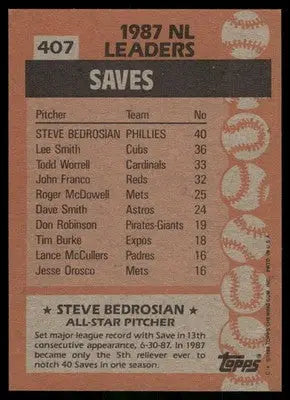 407
1987 NL
LEADERS
SAVES
Pitcher Team No
STEVE BEDROSIAN PHILLIES 40
Lee Smith Cubs 36
Todd Worrell Cardinals 33
John Franco Reds 32
Roger McDowell Mets 25
Dave Smith Astros 24
Don Robinson Pirates-Giants 19
Tim Burke Expos 18
Lance McCullers Padres 16
Jesse Orosco Mets 16
★ STEVE BEDROSIAN ★
ALL-STAR PITCHER
Set major league record with Save in 13th
consecutive appearance, 6-30-87. In 1987
became only the 5th reliever ever to
notch 40 Saves in one season.
topps